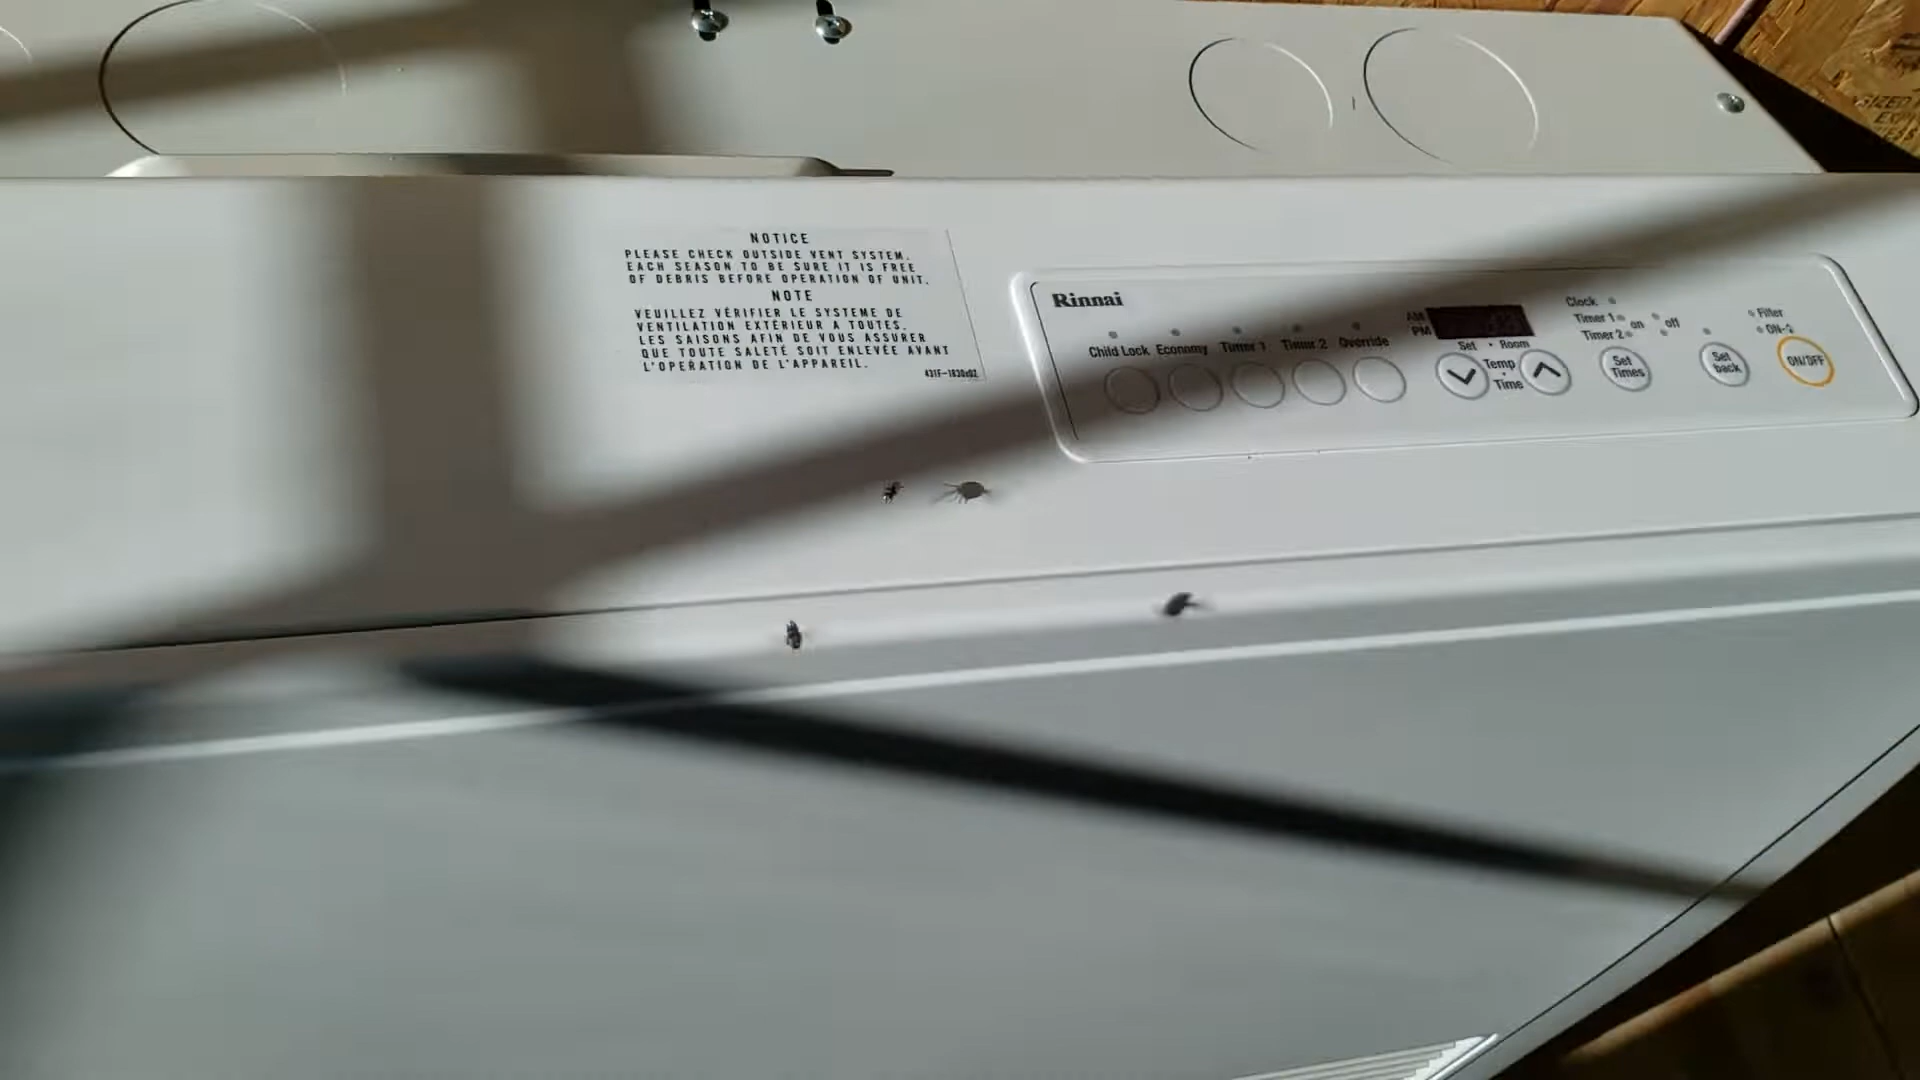 NOTICE
PLEASE CHECK OUTSIDE VENT SYSTEM.
EACH SEASON TO BE SURE IT IS FREE
OF DEBRIS BEFORE OPERATION OF UNIT.
NOTE
VEUILLEZ VÉRIFIER LE SYSTEME DE
VENTILATION EXTÉRIEUR A TOUTES.
LES SAISONS AFIN DE VOUS ASSURER
QUE TOUTE SALETÉ SOIT ENLEVÉE AVANT
L'OPERATION DE L'APPAREIL.
Rinnai
Child Lock Economy Timer 1 Timer 2 Override
AM
PM
Set Room
Temp
Time
Clock
Timer 1 on off
Timer 2
Set Times
Set back
Filter
ON/OFF
SIZED